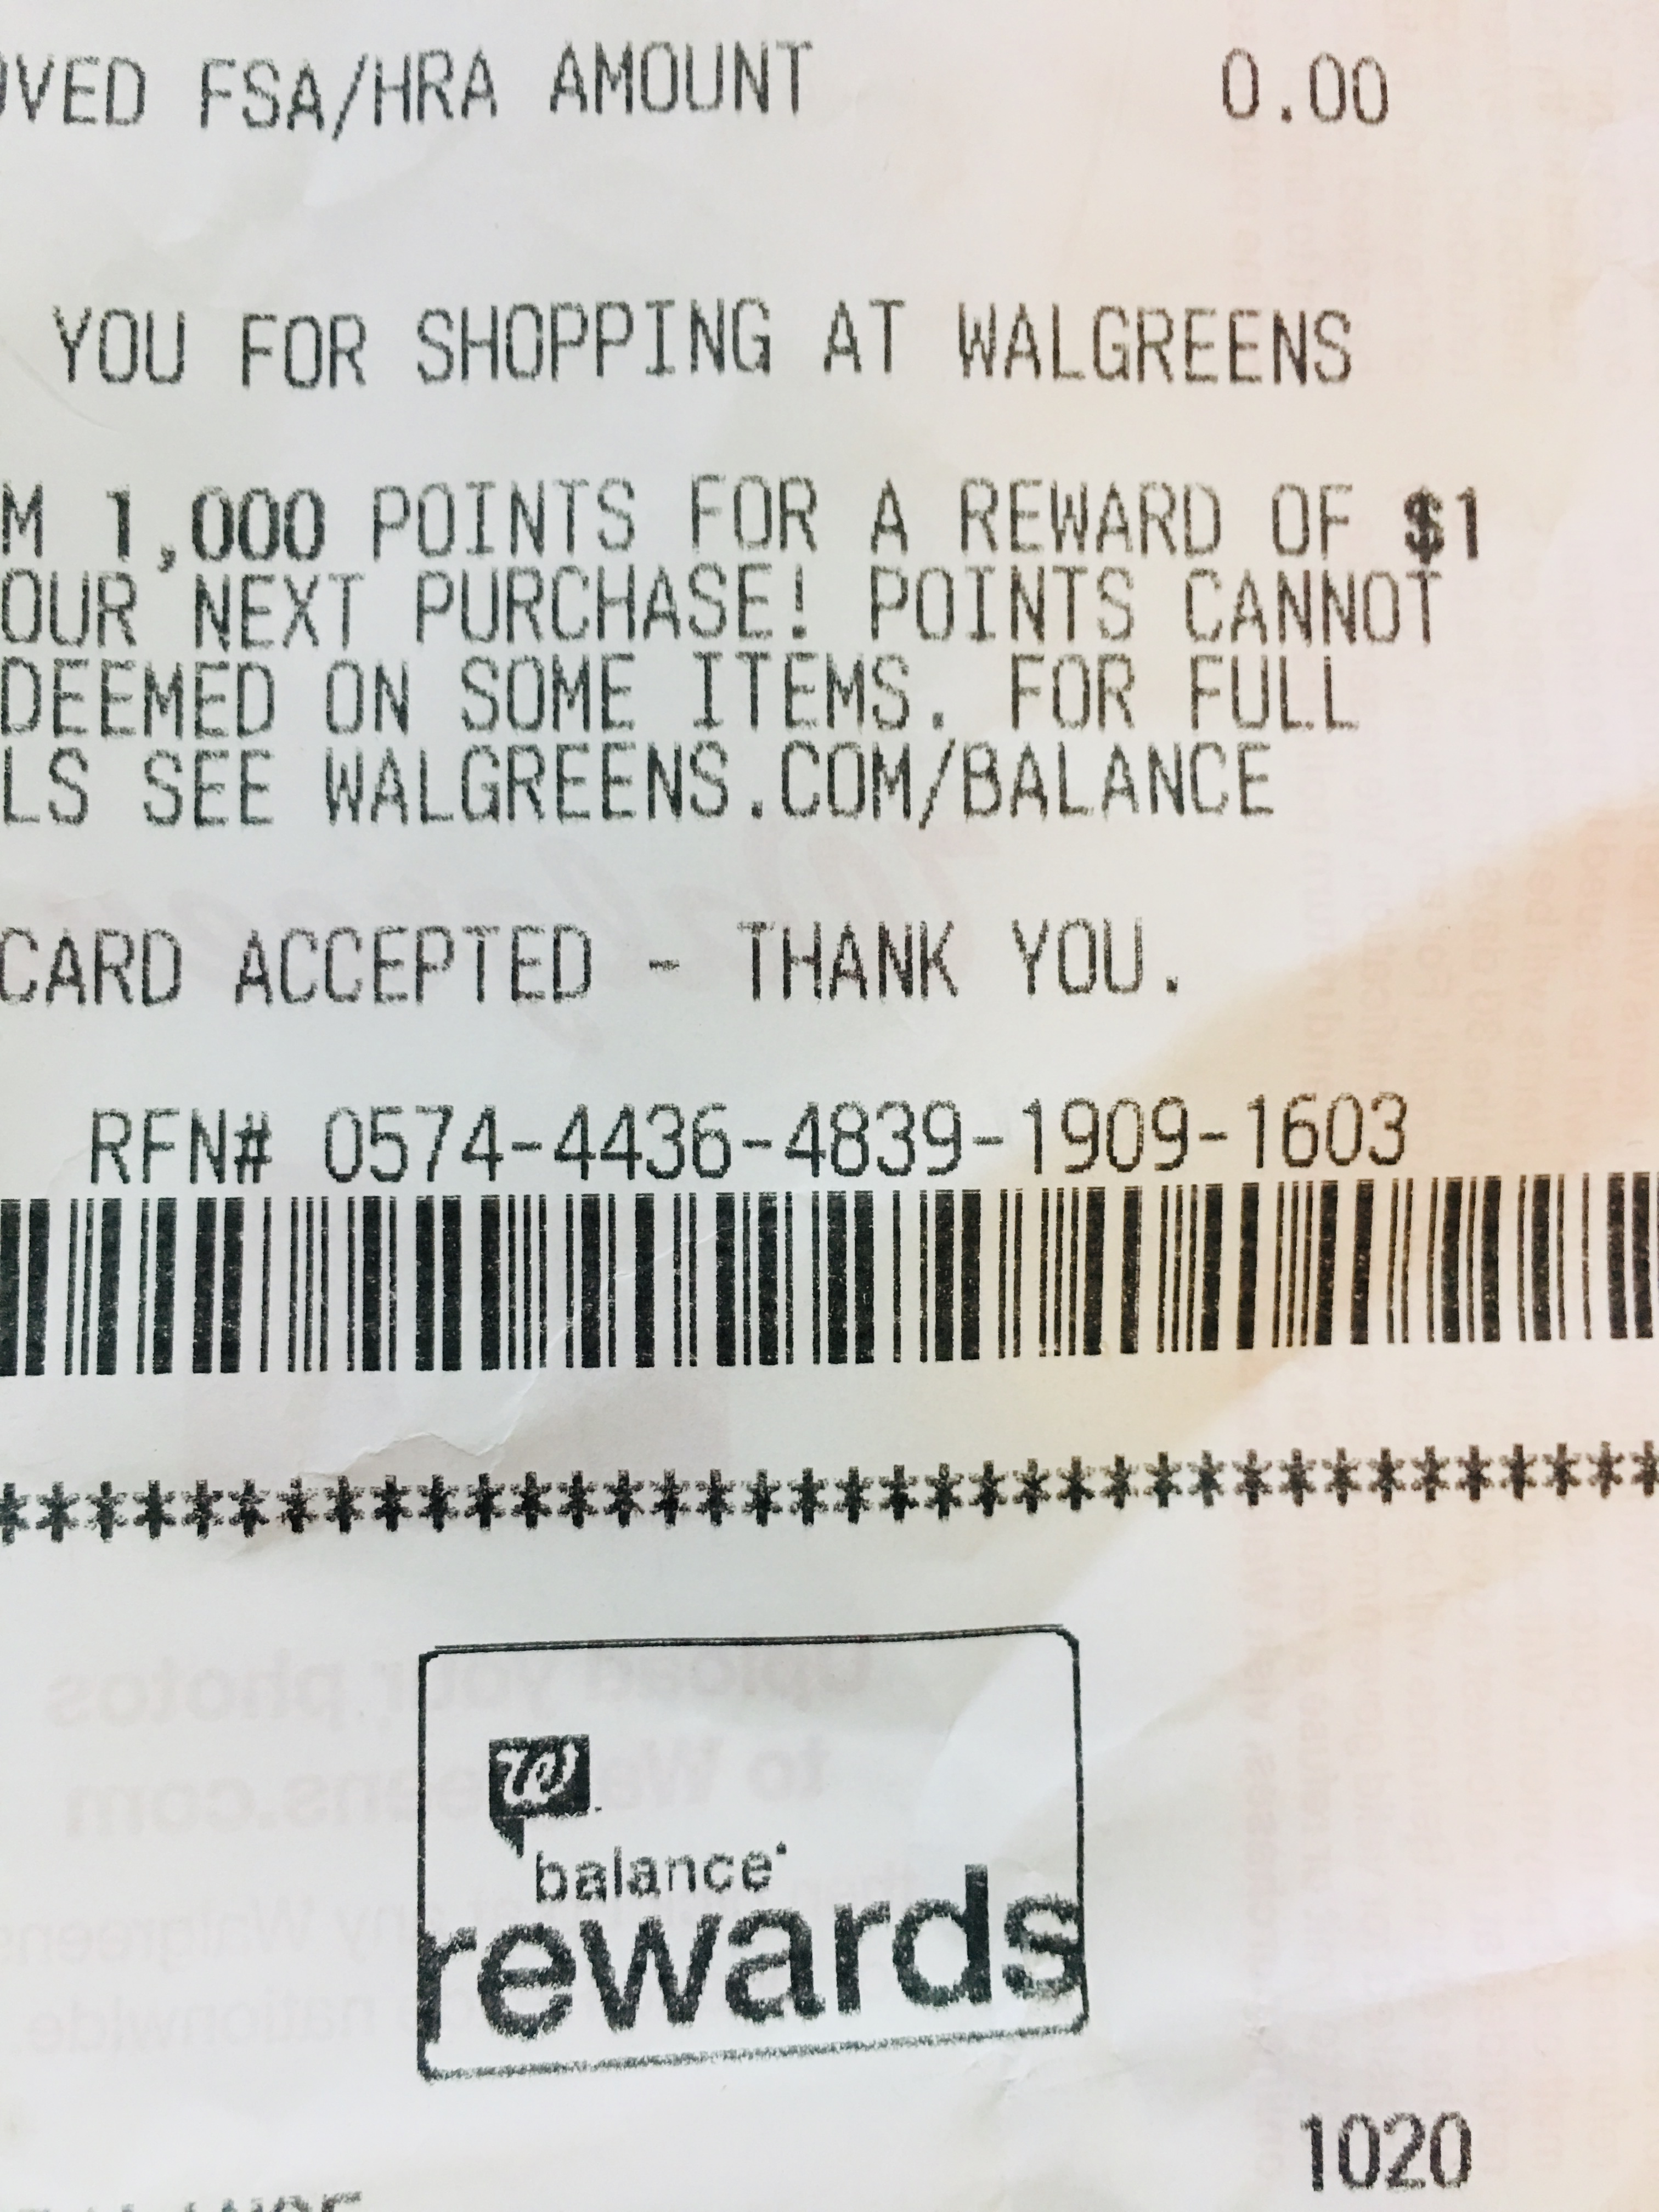 OVED FSA/HRA AMOUNT 0.00
YOU FOR SHOPPING AT WALGREENS
M 1,000 POINTS FOR A REWARD OF $1
OUR NEXT PURCHASE! POINTS CANNOT
DEEMED ON SOME ITEMS. FOR FULL
LS SEE WALGREENS.COM/BALANCE
CARD ACCEPTED - THANK YOU.
RFN# 0574-4436-4839-1909-1603
*************************************
W
balance
rewards
1020